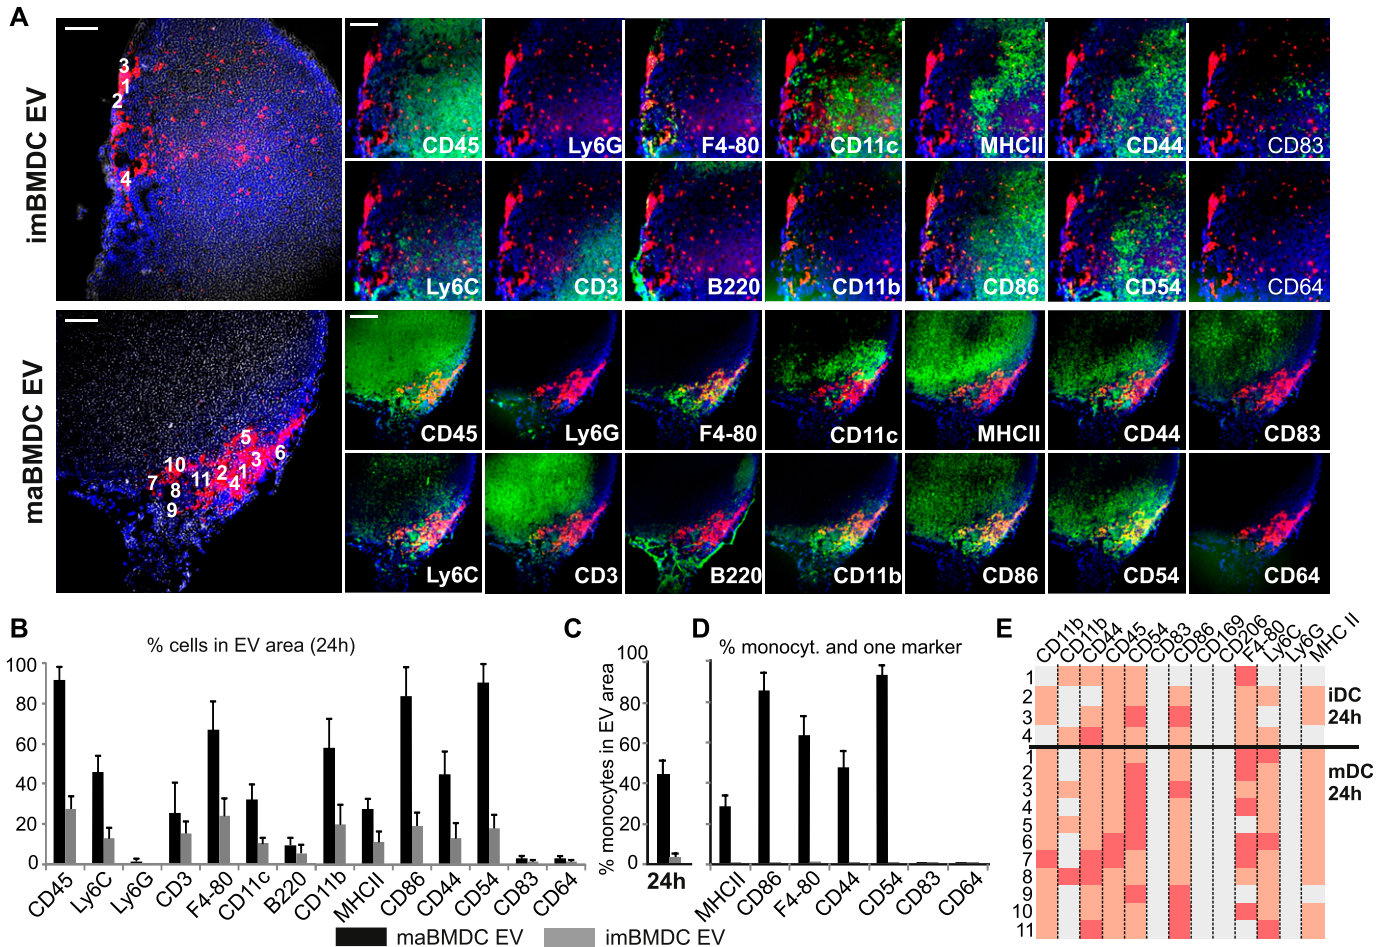 A
imBMDC EV
3
1
2
4
CD45
Ly6G
F4-80
CD11c
MHCII
CD44
CD83
Ly6C
CD3
B220
CD11b
CD86
CD54
CD64
maBMDC EV
5
6
3
10
2
1
11
7
4
8
9
CD45
Ly6G
F4-80
CD11c
MHCII
CD44
CD83
Ly6C
CD3
B220
CD11b
CD86
CD54
CD64
B
% cells in EV area (24h)
100
80
60
40
20
0
CD45
Ly6C
Ly6G
CD3
F4-80
CD11c
B220
CD11b
MHCII
CD86
CD44
CD54
CD83
CD64
C
% monocytes in EV area
100
80
60
40
20
0
24h
D
% monocyt. and one marker
MHCII
CD86
F4-80
CD44
CD54
CD83
CD64
maBMDC EV
imBMDC EV
E
CD11b
CD11b
CD44
CD45
CD54
CD83
CD86
CD169
CD206
F4-80
Ly6C
Ly6G
MHC II
1
2
3
4
iDC
24h
1
2
3
4
5
6
7
8
9
10
11
mDC
24h